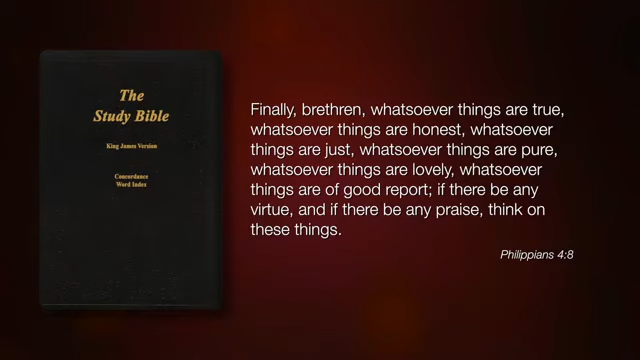 The
Study Bible
King James Version
Concordance
Word Index
Finally, brethren, whatsoever things are true,
whatsoever things are honest, whatsoever
things are just, whatsoever things are pure,
whatsoever things are lovely, whatsoever
things are of good report; if there be any
virtue, and if there be any praise, think on
these things.
Philippians 4:8